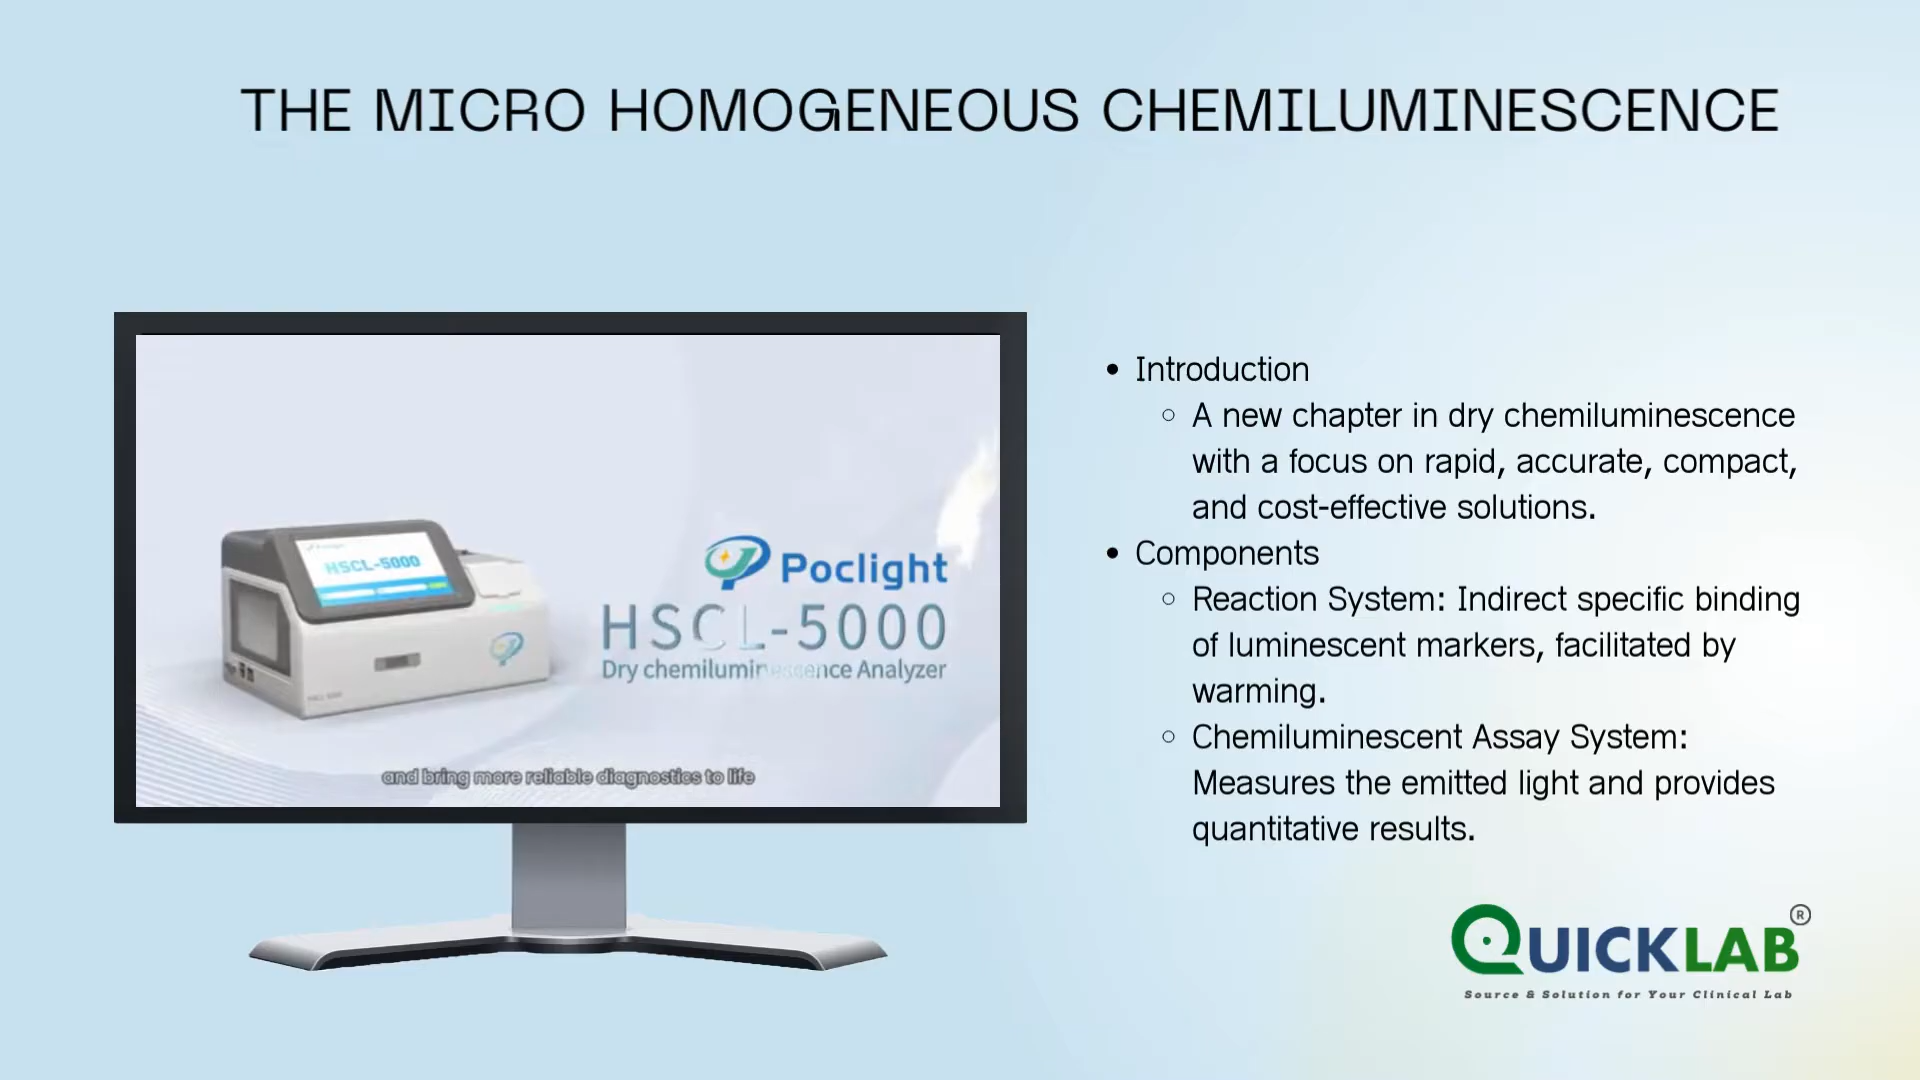 THE MICRO HOMOGENEOUS CHEMILUMINESCENCE
HSCL-5000
Poclight
HSCL-5000
Dry chemiluminescence Analyzer
and bring more reliable diagnostics to life
• Introduction
○ A new chapter in dry chemiluminescence
with a focus on rapid, accurate, compact,
and cost-effective solutions.
• Components
○ Reaction System: Indirect specific binding
of luminescent markers, facilitated by
warming.
○ Chemiluminescent Assay System:
Measures the emitted light and provides
quantitative results.
QUICKLAB®
Source & Solution for Your Clinical Lab